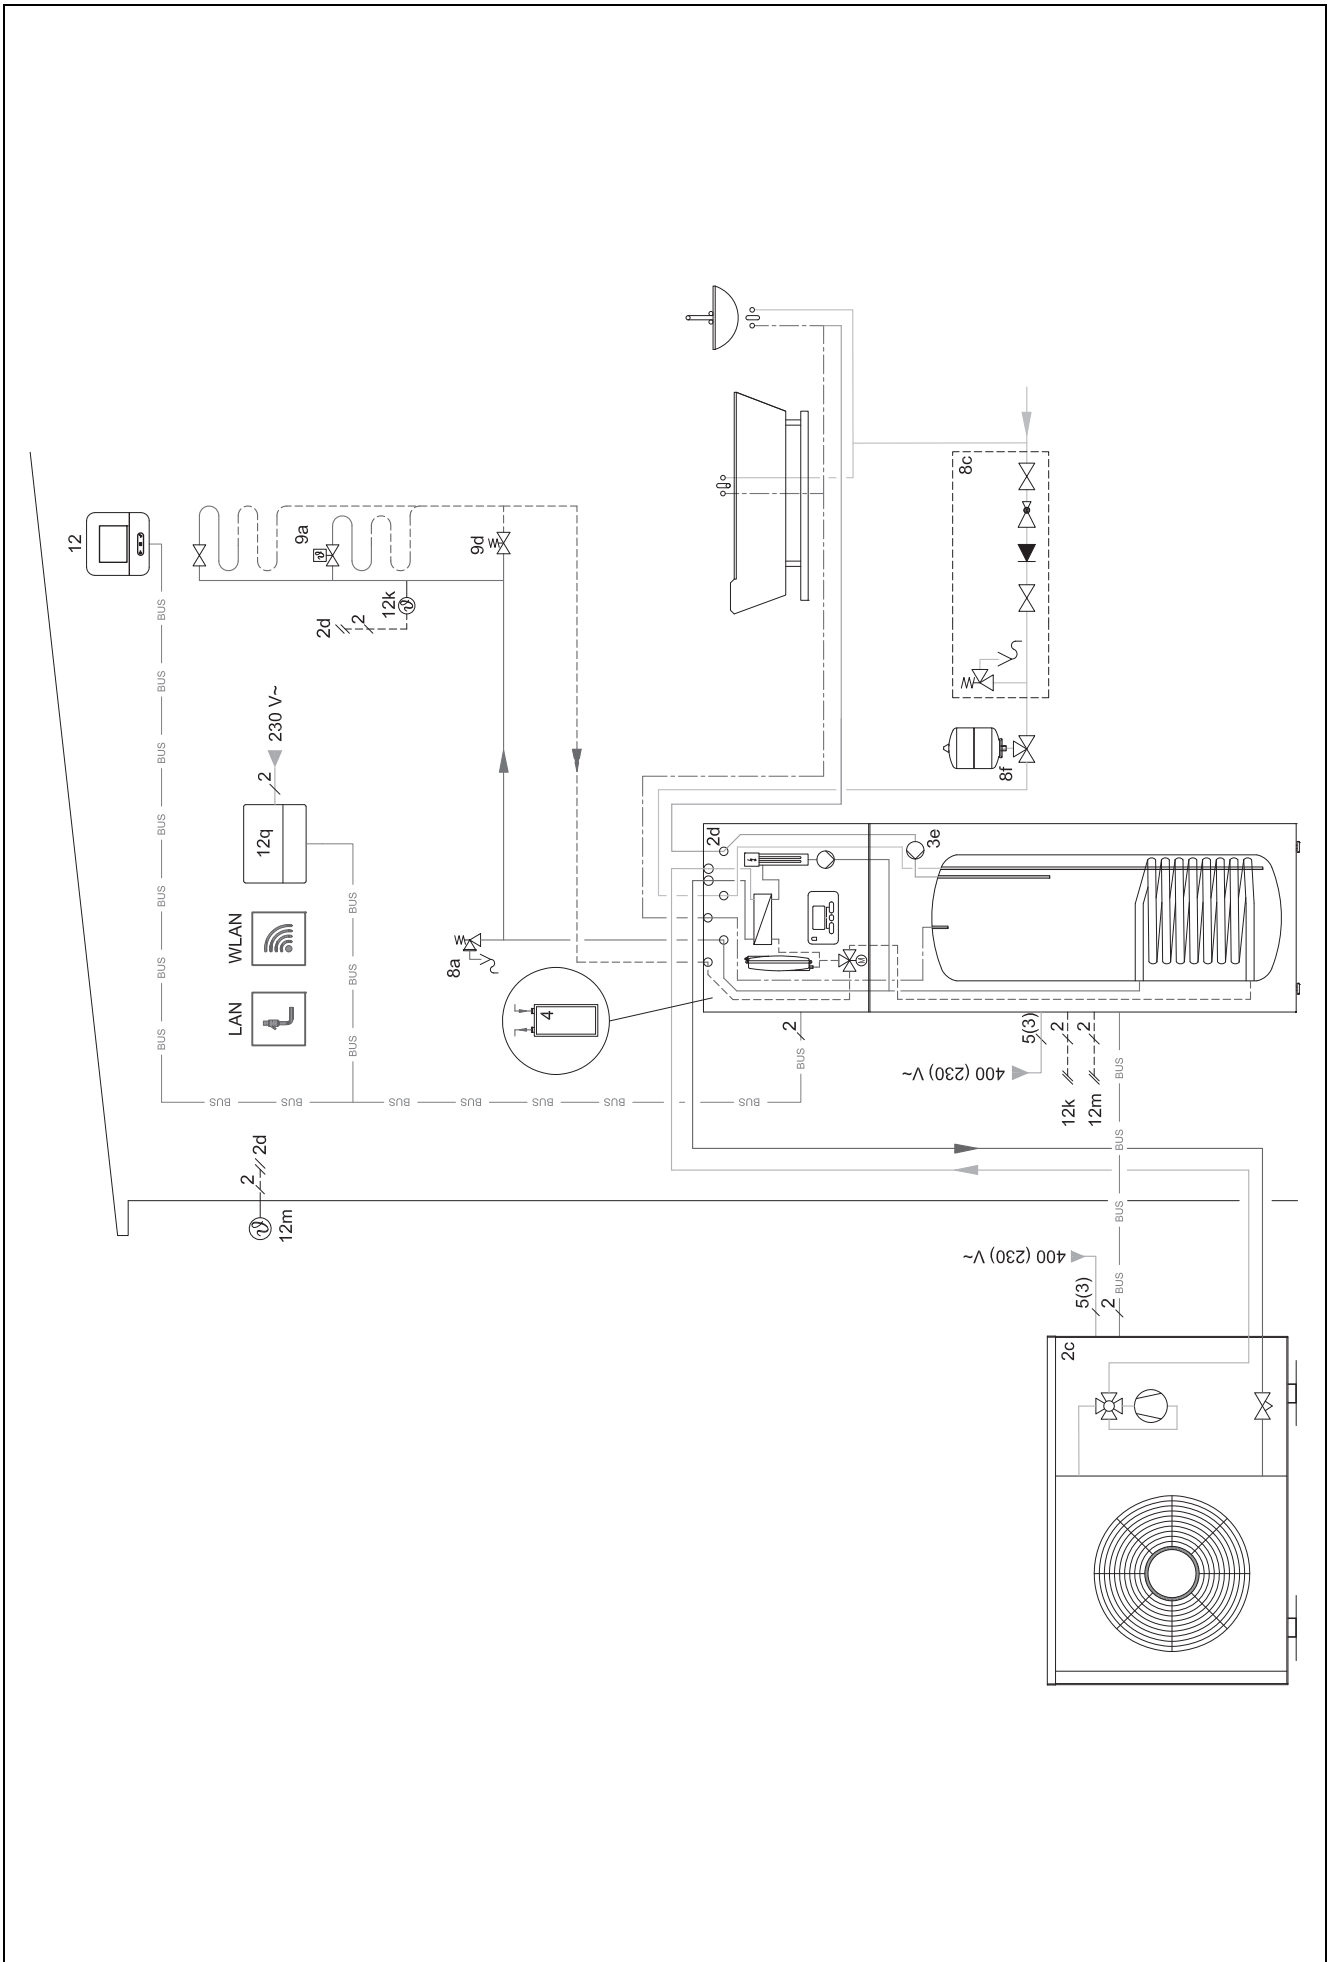 12
BUS
BUS
BUS
BUS
BUS
BUS
BUS
LAN
WLAN
12q
2
230 V~
2
2d
ϑ
12m
BUS
BUS
BUS
BUS
BUS
BUS
BUS
BUS
BUS
BUS
9a
ϑ
2d
2
12k
ϑ
8a
9d
4
2d
M
2
BUS
3e
8c
8f
400 (230) V~
5(3)
12k
2
12m
2
400 (230) V~
5(3)
2
BUS
BUS
BUS
BUS
2c